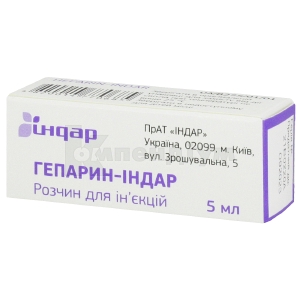 індар
ПрАТ «ІНДАР»
Україна, 02099, м. Київ,
вул. Зрошувальна, 5
ГЕПАРИН-ІНДАР
Розчин для ін'єкцій
5 мл